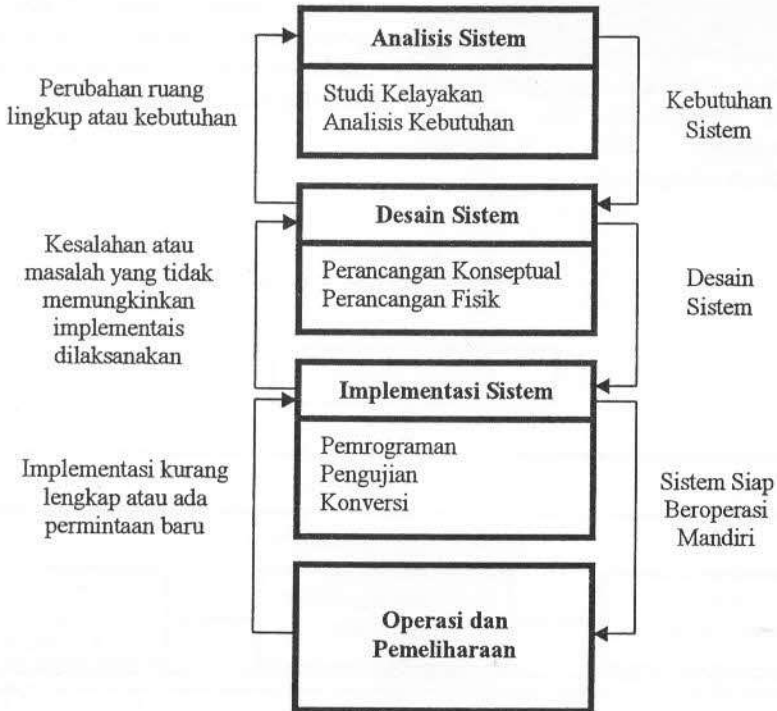 Analisis Sistem
Studi Kelayakan
Analisis Kebutuhan
Perubahan ruang
lingkup atau kebutuhan
Kebutuhan
Sistem
Desain Sistem
Perancangan Konseptual
Perancangan Fisik
Kesalahan atau
masalah yang tidak
memungkinkan
implementais
dilaksanakan
Desain
Sistem
Implementasi Sistem
Pemrograman
Pengujian
Konversi
Implementasi kurang
lengkap atau ada
permintaan baru
Sistem Siap
Beroperasi
Mandiri
Operasi dan
Pemeliharaan